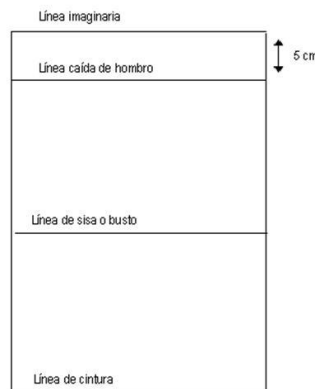 Línea imaginaria
5 cm
Línea caída de hombro
Línea de sisa o busto
Línea de cintura